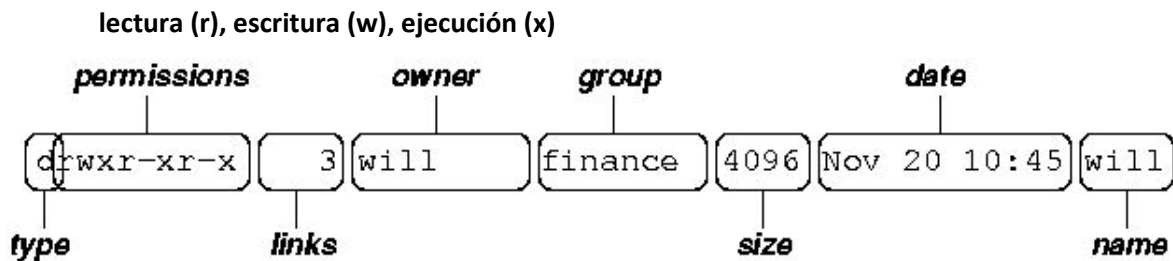 lectura (r), escritura (w), ejecución (x)
permissions owner group date
drwxr-xr-x 3 will finance 4096 Nov 20 10:45 will
type links size name